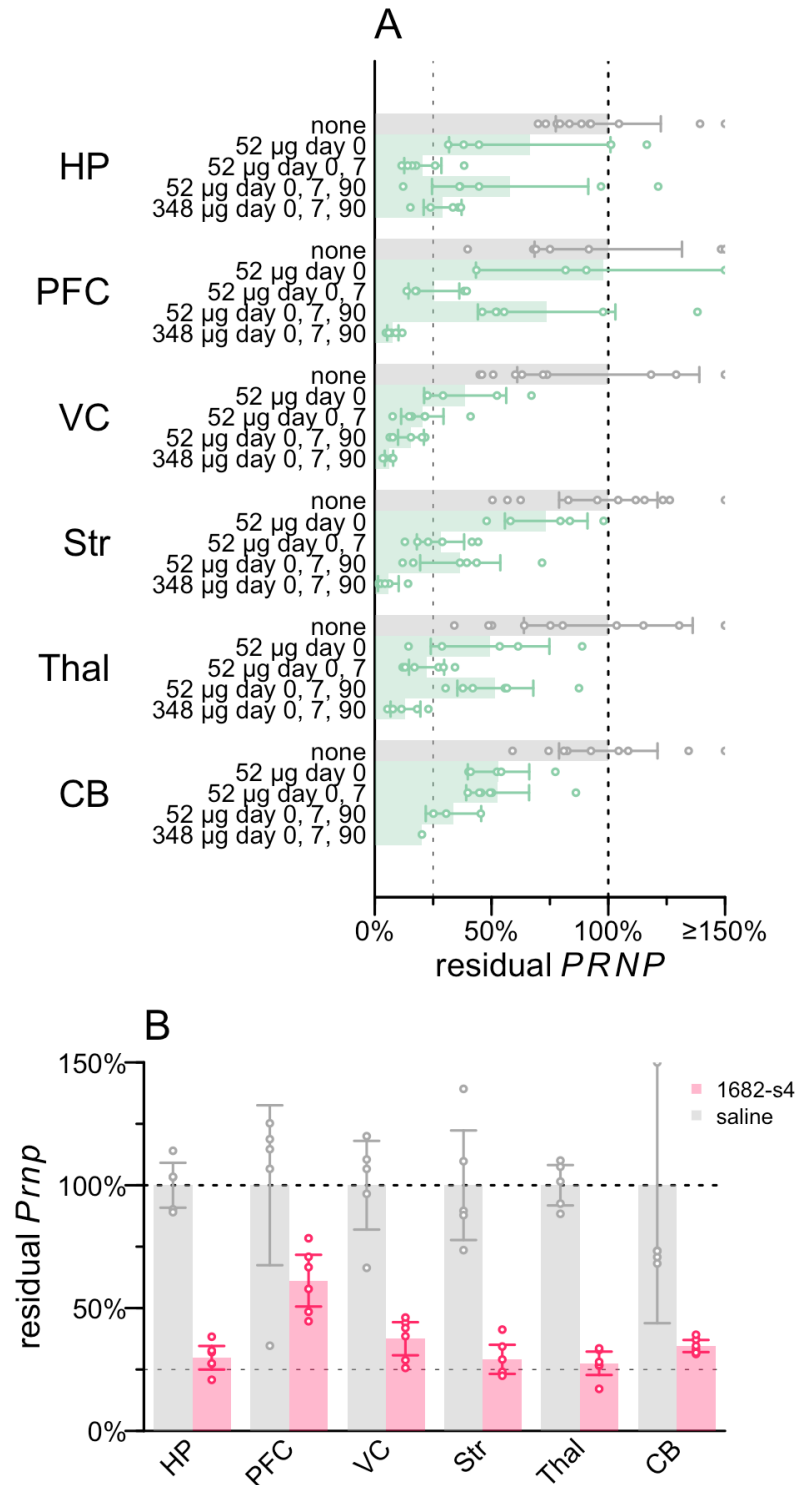 A
HP
none
52 µg day 0
52 µg day 0, 7
52 µg day 0, 7, 90
348 µg day 0, 7, 90
PFC
none
52 µg day 0
52 µg day 0, 7
52 µg day 0, 7, 90
348 µg day 0, 7, 90
VC
none
52 µg day 0
52 µg day 0, 7
52 µg day 0, 7, 90
348 µg day 0, 7, 90
Str
none
52 µg day 0
52 µg day 0, 7
52 µg day 0, 7, 90
348 µg day 0, 7, 90
Thal
none
52 µg day 0
52 µg day 0, 7
52 µg day 0, 7, 90
348 µg day 0, 7, 90
CB
none
52 µg day 0
52 µg day 0, 7
52 µg day 0, 7, 90
348 µg day 0, 7, 90
0% 50% 100% ≥150%
residual PRNP
B
150%
100%
50%
0%
residual Prnp
1682-s4
saline
HP PFC VC Str Thal CB